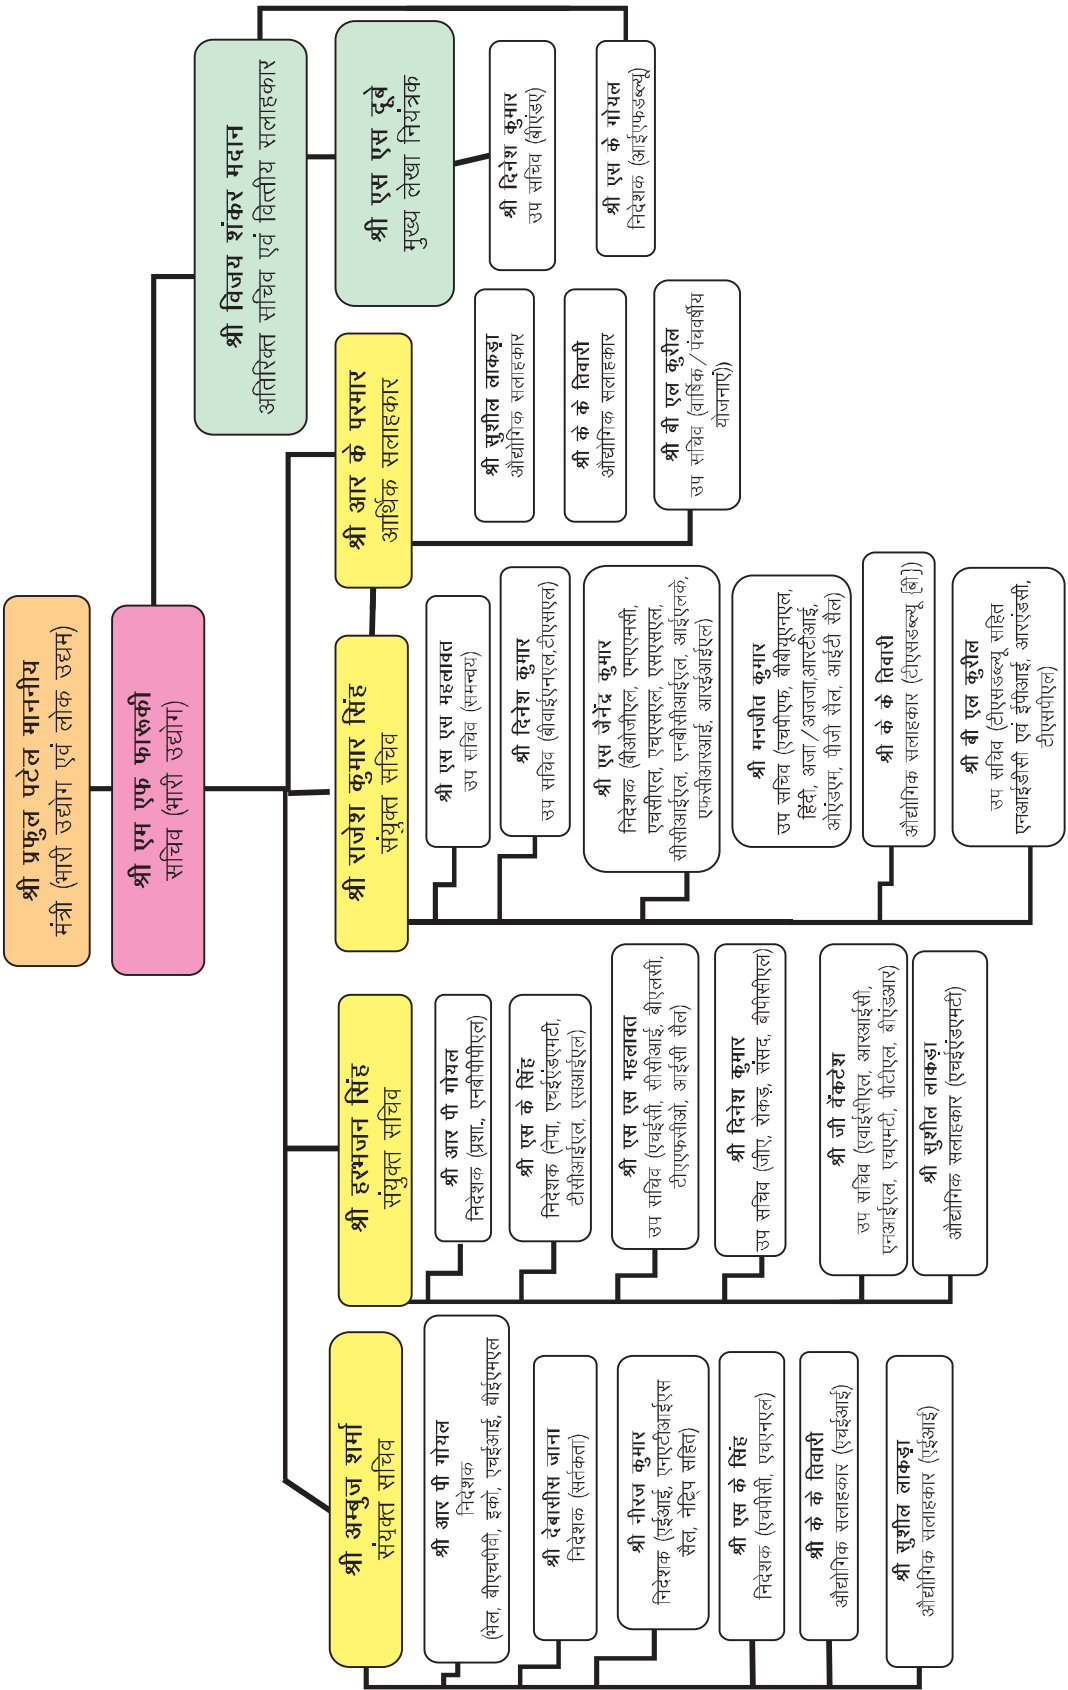 श्री प्रफुल पटेल माननीय
मंत्री (भारी उद्योग एवं लोक उद्यम)
श्री एम एफ फारूकी
सचिव (भारी उद्योग)
श्री विजय शंकर मदान
अतिरिक्त सचिव एवं वित्तीय सलाहकार
श्री एस एस दूबे
मुख्य लेखा नियंत्रक
श्री दिनेश कुमार
उप सचिव (बीएंडए)
श्री एस के गोयल
निदेशक (आईएफडब्ल्यू)
श्री आर के परमार
आर्थिक सलाहकार
श्री सुशील लाकड़ा
औद्योगिक सलाहकार
श्री के के तिवारी
औद्योगिक सलाहकार
श्री बी एल कुरील
उप सचिव (वार्षिक/पंचवर्षीय
योजनाएं))
श्री राजेश कुमार सिंह
संयुक्त सचिव
श्री एस एस महलावत
उप सचिव (समन्वय)
श्री दिनेश कुमार
उप सचिव (बीवाईएनएल,टीएसएल)
श्री एस जैनेंद्र कुमार
निदेशक (बीओजीएल, एमएएमसी,
एचसीएल, एचएसएल, एसएसएल,
सीसीआईएल, एनबीसीआईएल, आईएलके,
एफसीआरआई, आरईआईएल)
श्री मनजीत कुमार
उप सचिव (एचपीएफ, बीबीयूएनएल,
हिंदी, अजा/अजजा,आरटीआई,
ओएंडएम, पीजी सैल, आईटी सैल)
श्री के के तिवारी
औद्योगिक सलाहकार (टीएसडब्ल्यू {बी})
श्री बी एल कुरील
उप सचिव (टीएसडब्ल्यू सहित
एनआईडीसी एवं ईपीआई, आरएंडसी,
टीएसपीएल)
श्री हरभजन सिंह
संयुक्त सचिव
श्री आर पी गोयल
निदेशक (प्रशा., एनबीपीपीएल)
श्री एस के सिंह
निदेशक (नेपा, एचईएंडएमटी,
टीसीआईएल, एसआईएल)
श्री एस एस महलावत
उप सचिव (एचईसी, सीसीआई, बीएलसी,
टीएएफसीओ, आईसी सैल)
श्री दिनेश कुमार
उप सचिव (जीए, रोकड़, संसद, बीपीसीएल)
श्री जी वेंकटेश
उप सचिव (एवाईसीएल, आरआईसी,
एनआईएल, एचएमटी, पीटीएल, बीएंडआर)
श्री सुशील लाकड़ा
औद्योगिक सलाहकार (एचईएंडएमटी)
श्री अम्बुज शर्मा
संयुक्त सचिव
श्री आर पी गोयल
निदेशक
(भेल, बीएचपीवी, इको, एचईआई, बीईएमएल
श्री देबासीस जाना
निदेशक (सर्तकता)
श्री नीरज कुमार
निदेशक (एईआई, एनएटीआईएस
सैल, नेट्रिप सहित)
श्री एस के सिंह
निदेशक (एचपीसी, एचएनएल)
श्री के के तिवारी
औद्योगिक सलाहकार (एचईआई)
श्री सुशील लाकड़ा
औद्योगिक सलाहकार (एईआई)